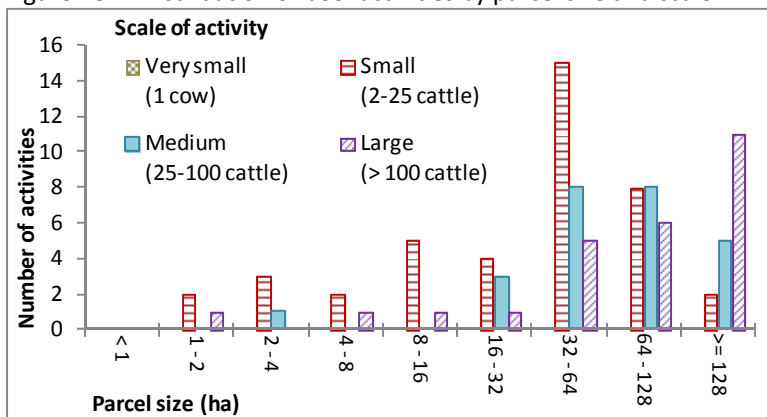 Scale of activity
Very small
(1 cow)
Small
(2-25 cattle)
Medium
(25-100 cattle)
Large
(> 100 cattle)
Number of activities
16
14
12
10
8
6
4
2
0
< 1
1 - 2
2 - 4
4 - 8
8 - 16
16 - 32
32 - 64
64 - 128
>= 128
Parcel size (ha)